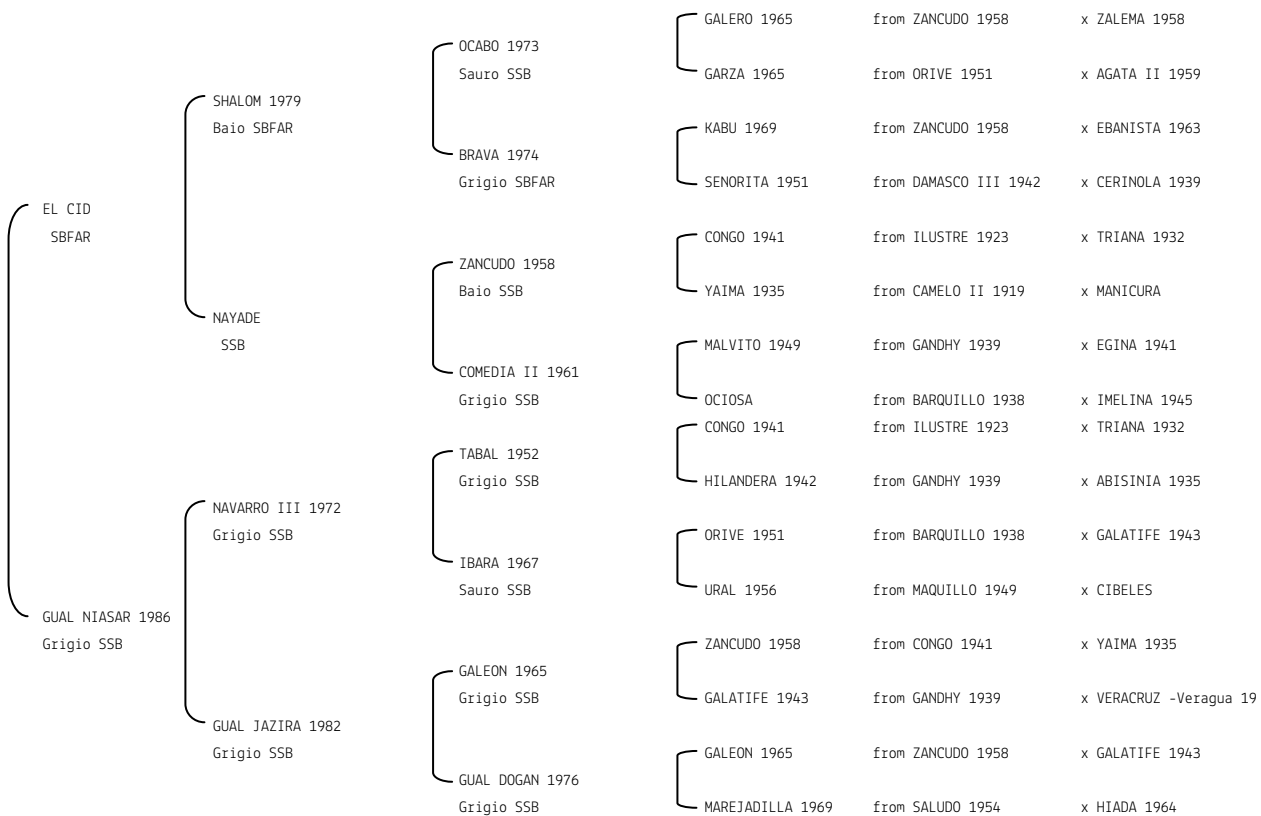 GALERO 1965 from ZANCUDO 1958 x ZALEMA 1958
OCABO 1973
Sauro SSB
GARZA 1965 from ORIVE 1951 x AGATA II 1959
SHALOM 1979
Baio SBFAR
KABU 1969 from ZANCUDO 1958 x EBANISTA 1963
BRAVA 1974
Grigio SBFAR
SENORITA 1951 from DAMASCO III 1942 x CERINOLA 1939
EL CID
SBFAR
CONGO 1941 from ILUSTRE 1923 x TRIANA 1932
ZANCUDO 1958
Baio SSB
YAIMA 1935 from CAMELO II 1919 x MANICURA
NAYADE
SSB
MALVITO 1949 from GANDHY 1939 x EGINA 1941
COMEDIA II 1961
Grigio SSB
OCIOSA from BARQUILLO 1938 x IMELINA 1945
CONGO 1941 from ILUSTRE 1923 x TRIANA 1932
TABAL 1952
Grigio SSB
HILANDERA 1942 from GANDHY 1939 x ABISINIA 1935
NAVARRO III 1972
Grigio SSB
ORIVE 1951 from BARQUILLO 1938 x GALATIFE 1943
IBARA 1967
Sauro SSB
URAL 1956 from MAQUILLO 1949 x CIBELES
GUAL NIASAR 1986
Grigio SSB
ZANCUDO 1958 from CONGO 1941 x YAIMA 1935
GALEON 1965
Grigio SSB
GALATIFE 1943 from GANDHY 1939 x VERACRUZ -Veragua 19
GUAL JAZIRA 1982
Grigio SSB
GALEON 1965 from ZANCUDO 1958 x GALATIFE 1943
GUAL DOGAN 1976
Grigio SSB
MAREJADILLA 1969 from SALUDO 1954 x HIADA 1964